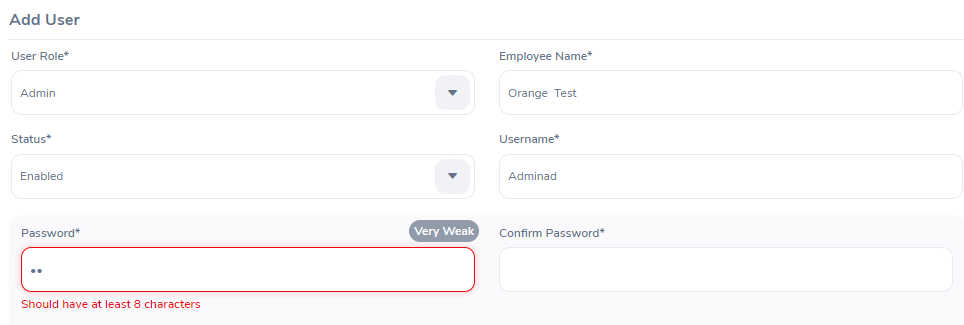 Add User
User Role* Employee Name*
Admin Orange  Test
Status* Username*
Enabled Adminad
Password* Very Weak Confirm Password*
••
Should have at least 8 characters